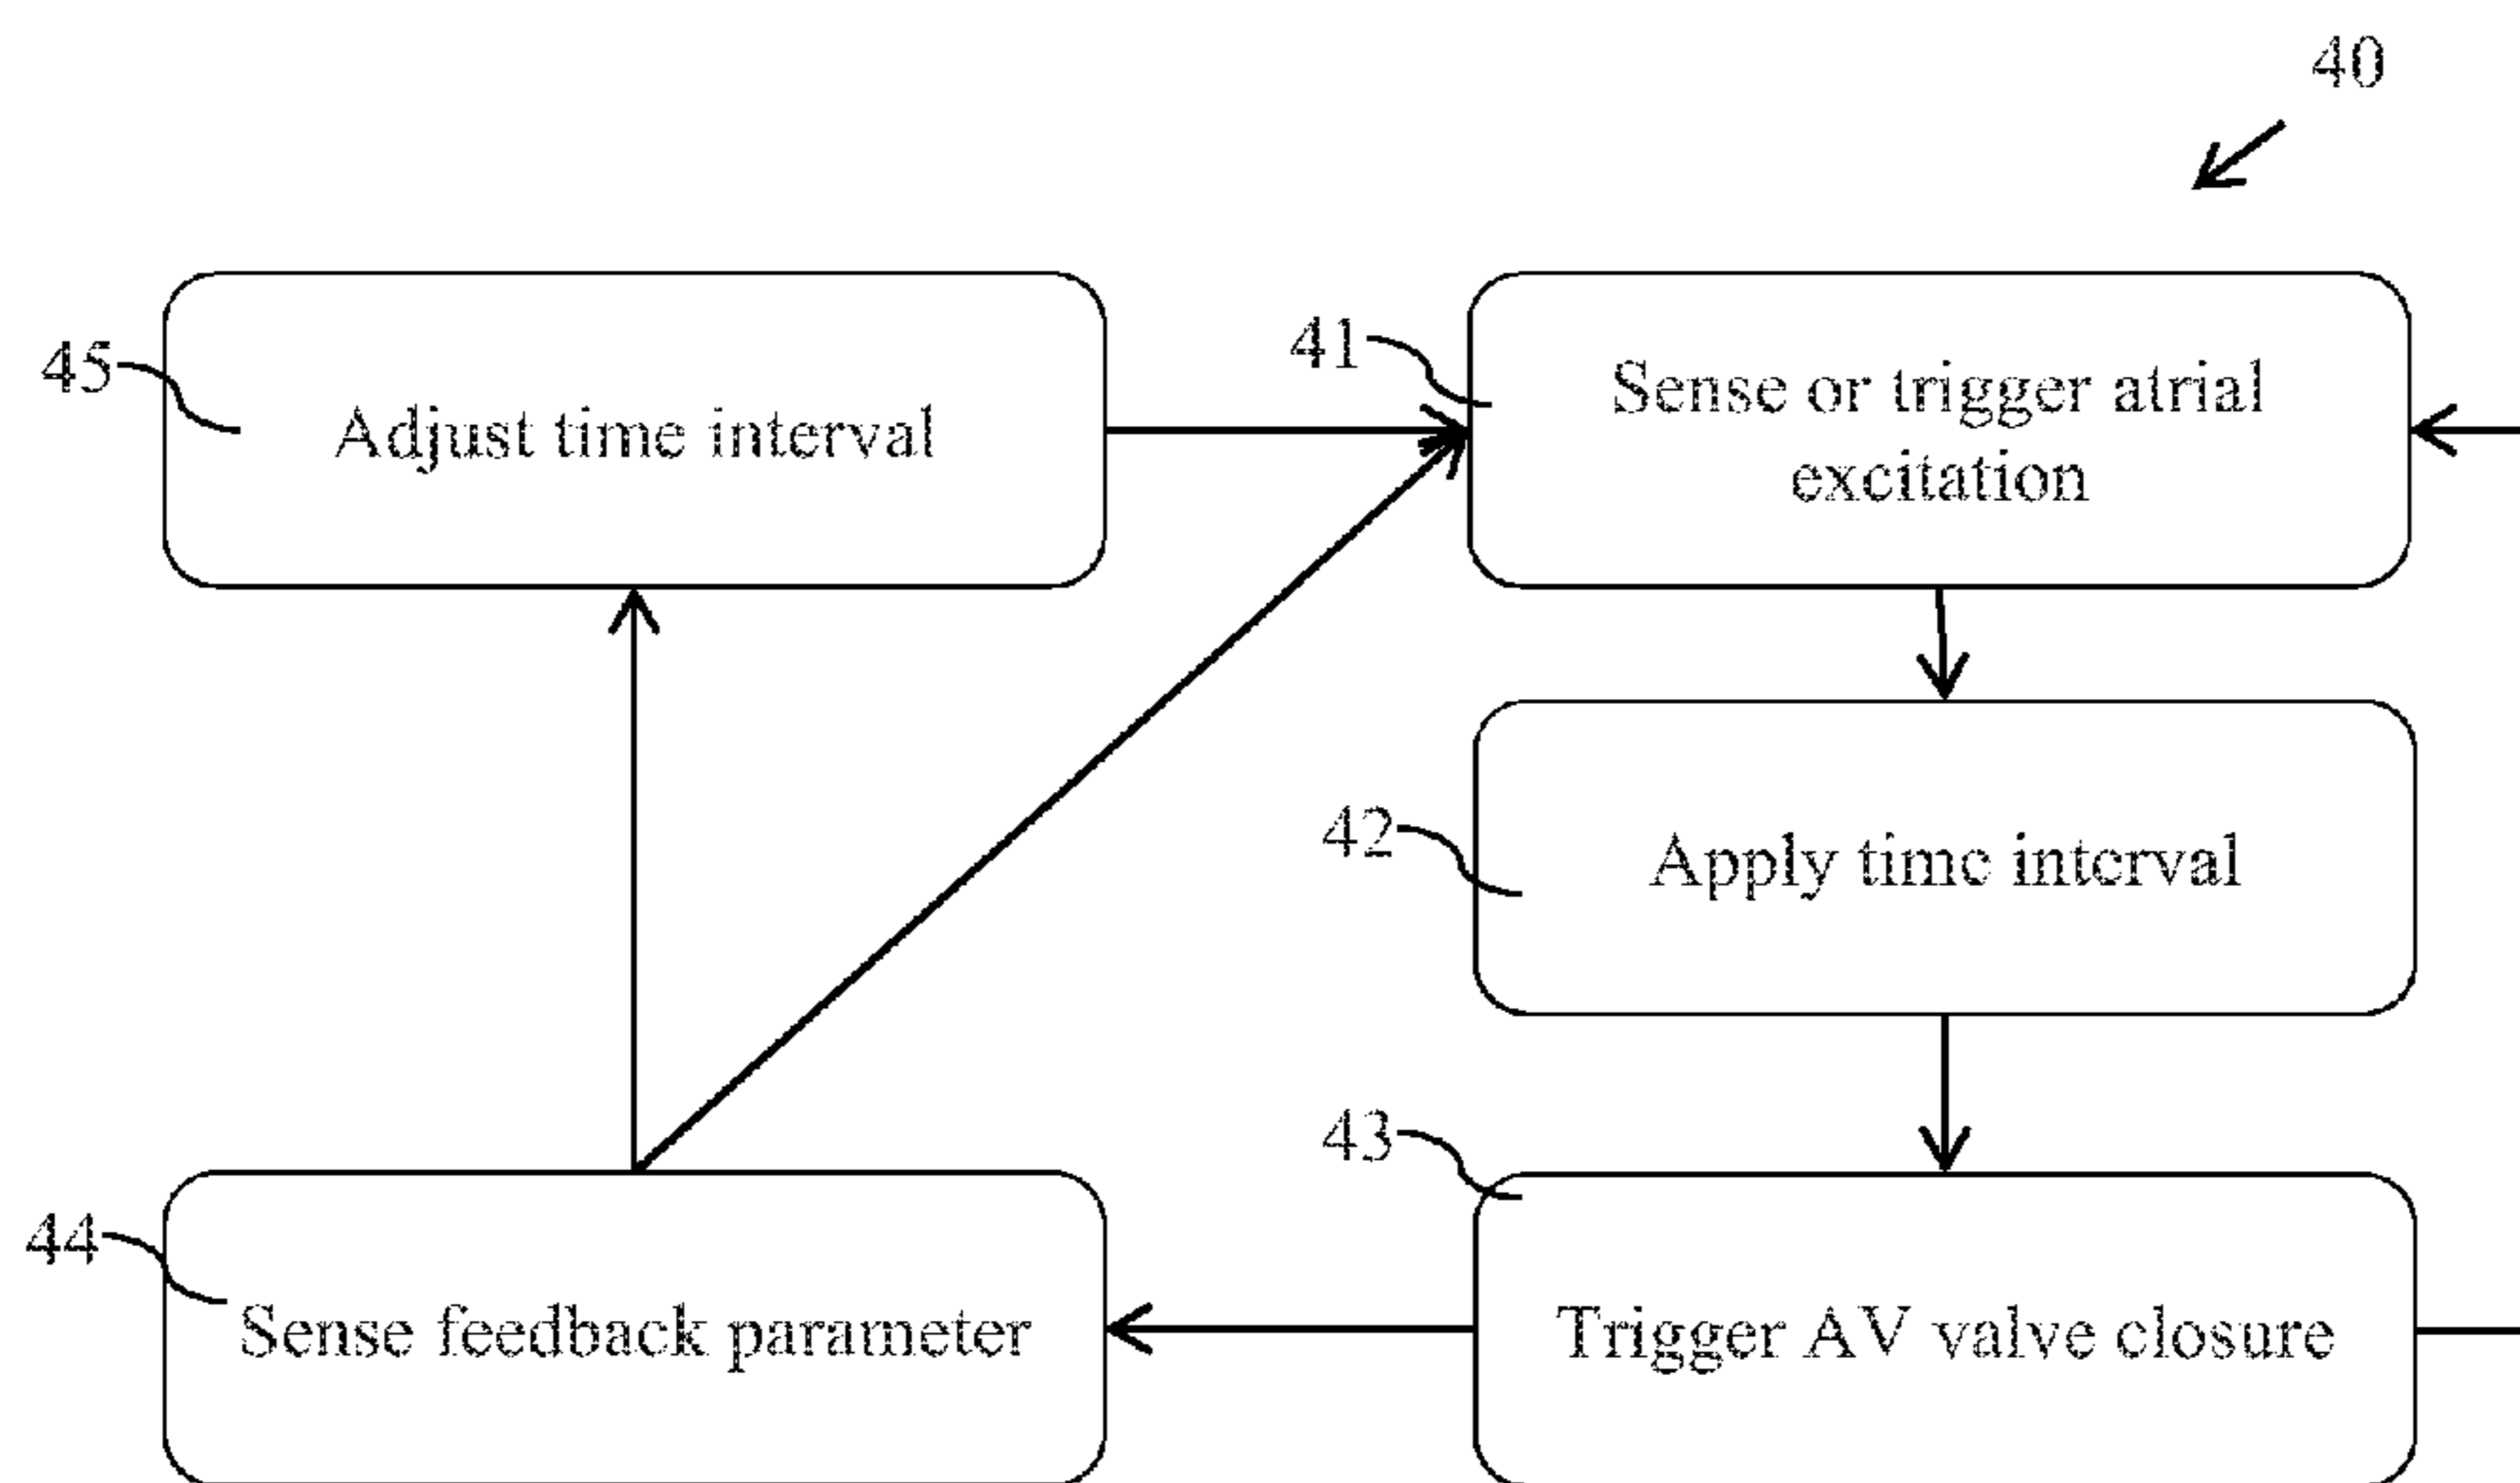 40
45
Adjust time interval
41
Sense or trigger atrial
excitation
42
Apply time interval
43
44
Sense feedback parameter
Trigger AV valve closure